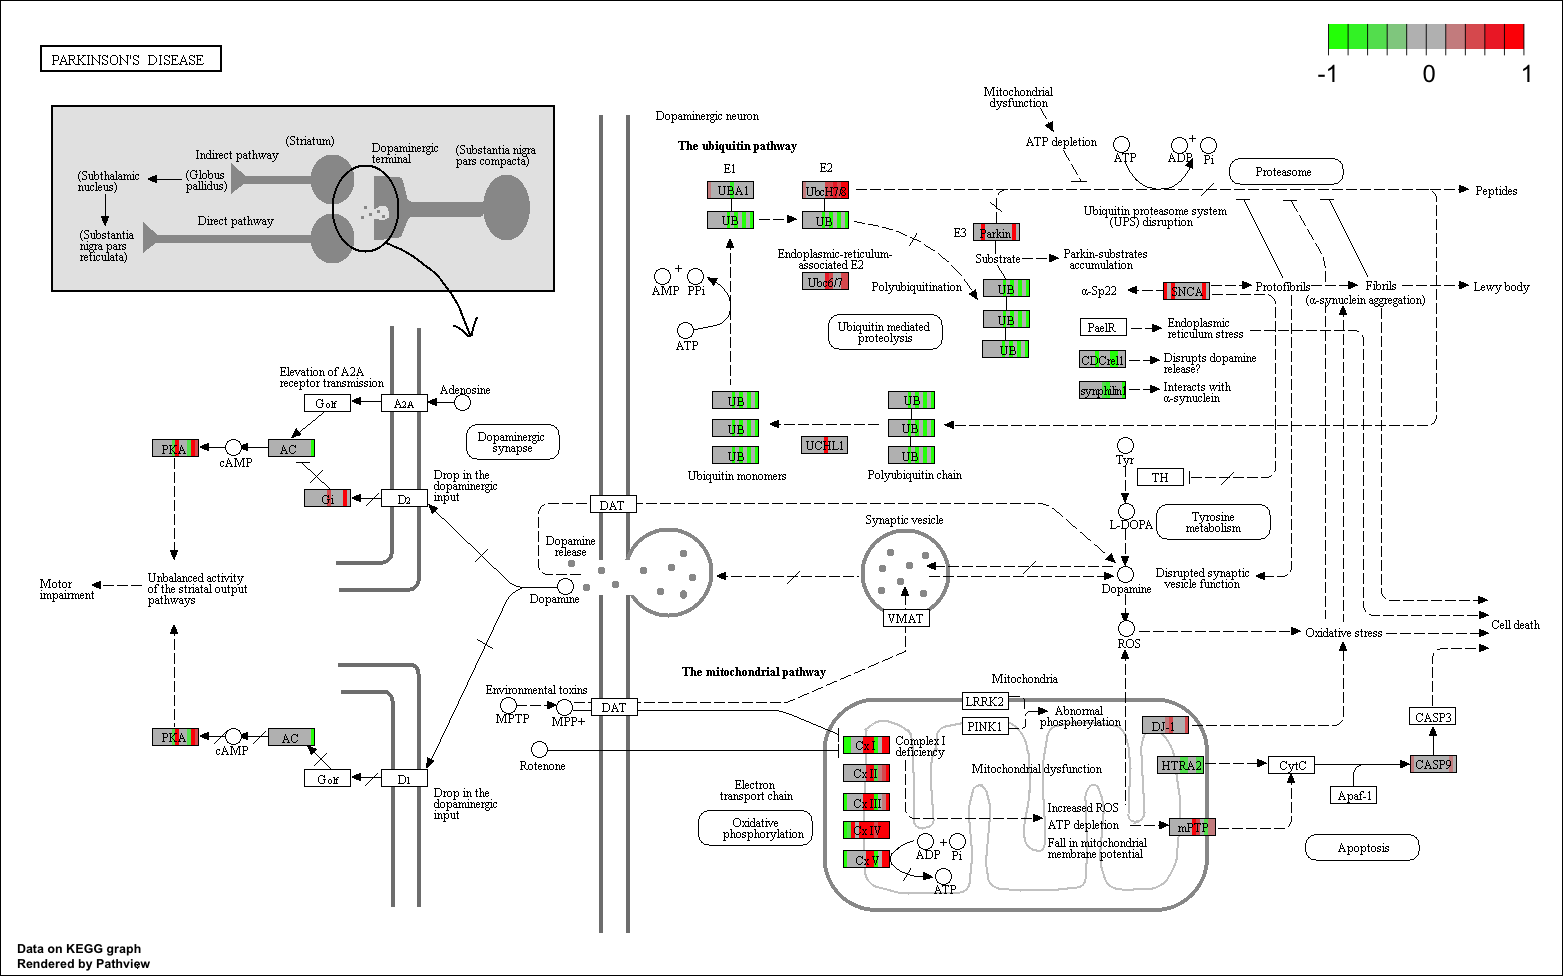 PARKINSON'S DISEASE
-1
0
1
(Striatum)
Indirect pathway
Dopaminergic
terminal
(Substantia nigra
pars compacta)
(Subthalamic
nucleus)
(Globus
pallidus)
Direct pathway
(Substantia
nigra pars
reticulata)
Dopaminergic neuron
The ubiquitin pathway
E1
E2
UBA1
UbcH7/8
UB
UB
Endoplasmic-reticulum-
associated E2
Ubc6/7
Polyubiquitination
AMP
+
PPi
ATP
Ubiquitin mediated
proteolysis
Mitochondrial
dysfunction
ATP depletion
ATP
ADP
+
Pi
Proteasome
Peptides
Ubiquitin proteasome system
(UPS) disruption
E3
Parkin
Substrate
Parkin-substrates
accumulation
UB
UB
UB
α-Sp22
SNCA
Protofibrils
Fibrils
(α-synuclein aggregation)
Lewy body
PaelR
Endoplasmic
reticulum stress
CDCrel1
Disrupts dopamine
release?
synphilin1
Interacts with
α-synuclein
UB
UB
UB
Ubiquitin monomers
UCHL1
UB
UB
UB
Polyubiquitin chain
Elevation of A2A
receptor transmission
Golf
A2A
Adenosine
PKA
cAMP
AC
Dopaminergic
synapse
Gi
D2
Drop in the
dopaminergic
input
DAT
Dopamine
release
Dopamine
Synaptic vesicle
VMAT
Tyr
TH
L-DOPA
Tyrosine
metabolism
Dopamine
Disrupted synaptic
vesicle function
ROS
Oxidative stress
Cell death
Motor
impairment
Unbalanced activity
of the striatal output
pathways
PKA
cAMP
AC
Golf
D1
Drop in the
dopaminergic
input
The mitochondrial pathway
Environmental toxins
MPTP
MPP+
DAT
Rotenone
Mitochondria
LRRK2
PINK1
Abnormal
phosphorylation
DJ-1
CxI
Complex I
deficiency
CxII
CxIII
CxIV
CxV
Mitochondrial dysfunction
HTRA2
CytC
CASP3
CASP9
Apaf-1
Electron
transport chain
Oxidative
phosphorylation
Increased ROS
ATP depletion
Fall in mitochondrial
membrane potential
mPTP
ADP
+
Pi
ATP
Apoptosis
Data on KEGG graph
Rendered by Pathview